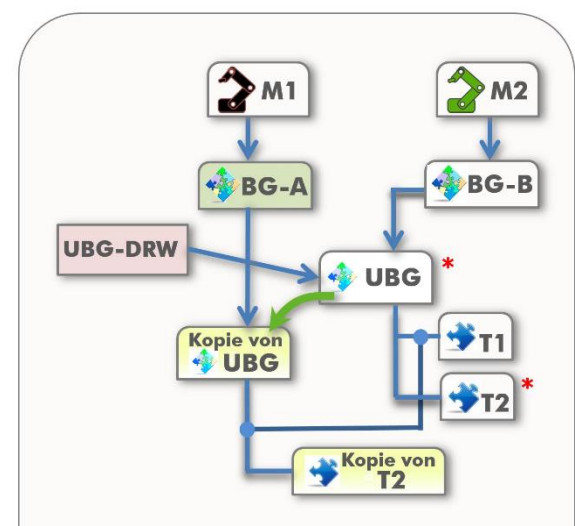 M1
M2
BG-A
BG-B
UBG-DRW
UBG *
Kopie von
UBG
T1
T2 *
Kopie von
T2